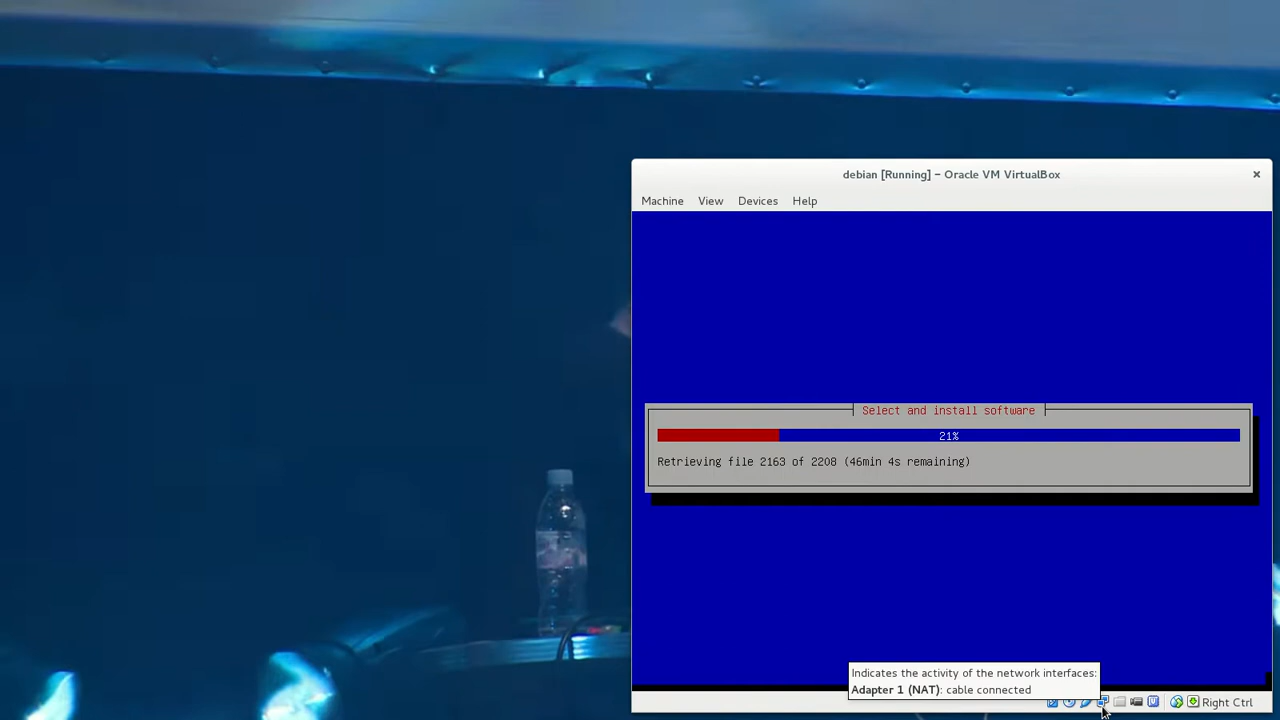 debian [Running] – Oracle VM VirtualBox
Machine View Devices Help
Select and install software
21%
Retrieving file 2163 of 2208 (46min 4s remaining)
Indicates the activity of the network interfaces:
Adapter 1 (NAT): cable connected
Right Ctrl